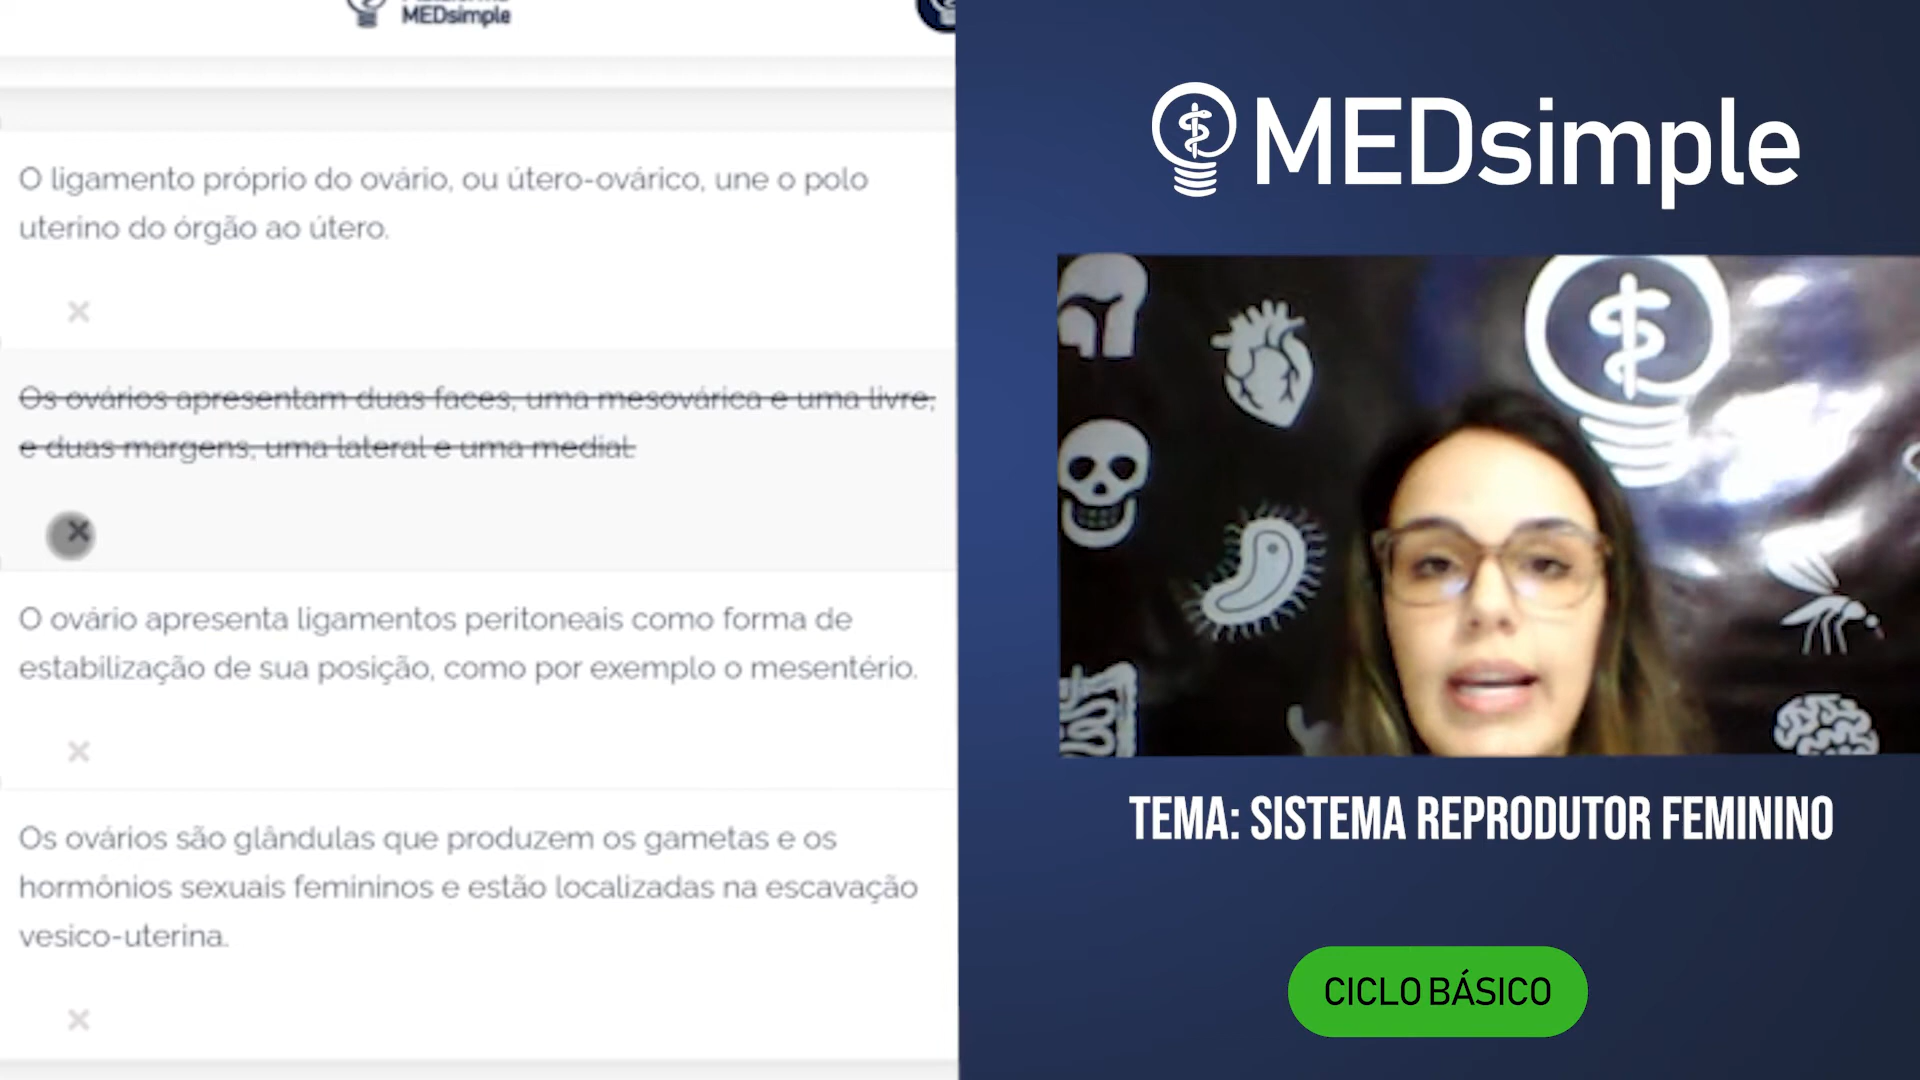 MEDsimple
O ligamento próprio do ovário, ou útero-ovárico, une o polo
uterino do órgão ao útero.
Os ovários apresentam duas faces, uma mesovárica e uma livre,
e duas margens, uma lateral e uma medial.
O ovário apresenta ligamentos peritoneais como forma de
estabilização de sua posição, como por exemplo o mesentério.
Os ovários são glândulas que produzem os gametas e os
hormônios sexuais femininos e estão localizadas na escavação
vesico-uterina.
MEDsimple
TEMA: SISTEMA REPRODUTOR FEMININO
CICLO BÁSICO